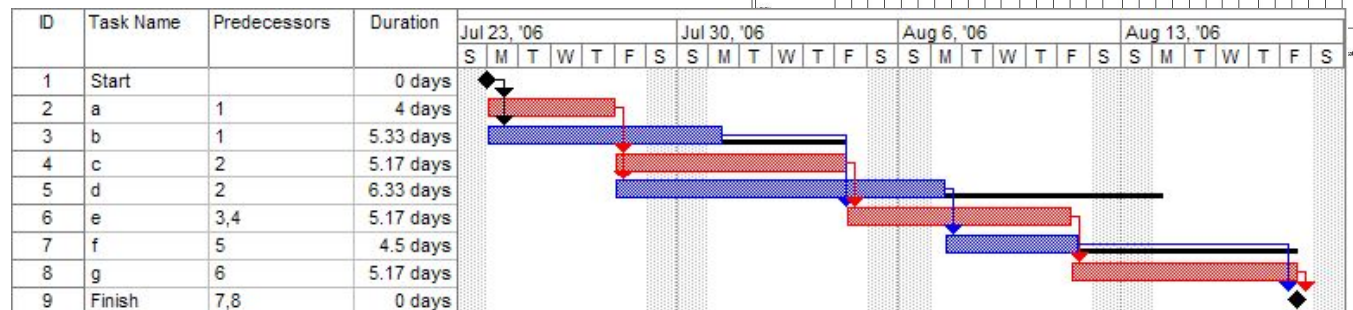 ID Task Name Predecessors Duration Jul 23, '06 Jul 30, '06 Aug 6, '06 Aug 13, '06
S M T W T F S S M T W T F S S M T W T F S S M T W T F S
1 Start 0 days
2 a 1 4 days
3 b 1 5.33 days
4 c 2 5.17 days
5 d 2 6.33 days
6 e 3,4 5.17 days
7 f 5 4.5 days
8 g 6 5.17 days
9 Finish 7,8 0 days